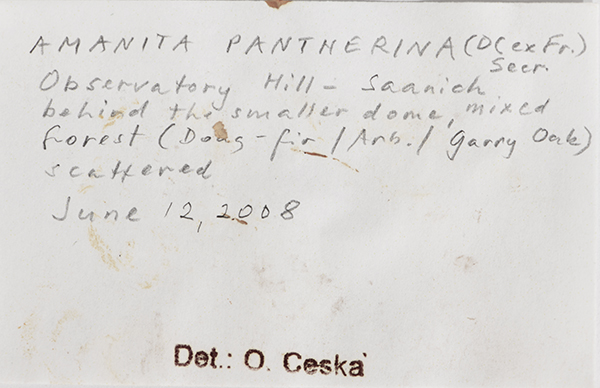 AMANITA PANTHERINA (DC ex Fr.)
Secr.
Observatory Hill - Saanich
behind the smaller dome, mixed
forest (Doug-fir / Arb. / Garry Oak)
scattered
June 12, 2008
Det.: O. Ceska